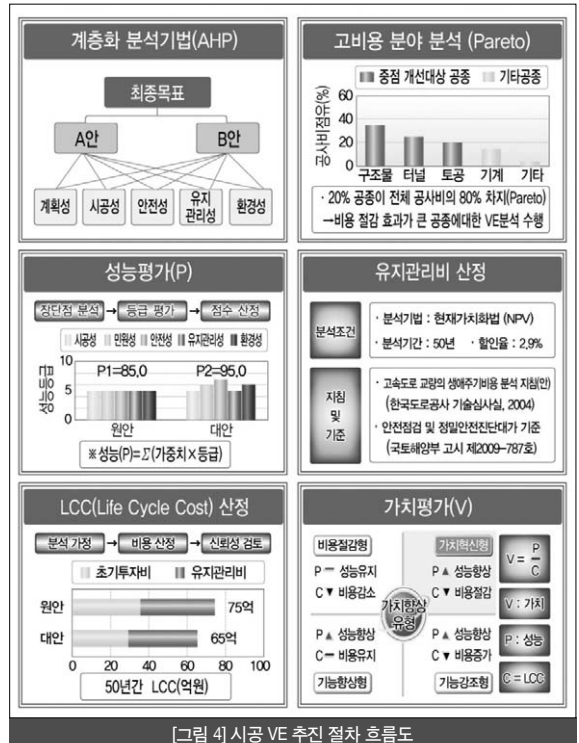 계층화 분석기법(AHP)
최종목표
A안
B안
계획성
시공성
안전성
유지
관리성
환경성
고비용 분야 분석 (Pareto)
중점 개선대상 공종
기타공종
공사비점유(%)
60
40
20
0
구조물
터널
토공
기계
기타
· 20% 공종이 전체 공사비의 80% 차지(Pareto)
→비용 절감 효과가 큰 공종에대한 VE분석 수행
성능평가(P)
장단점 분석 → 등급 평가 → 점수 산정
시공성
민원성
안전성
유지관리성
환경성
성능등급
10
5
0
P1=85.0
P2=95.0
원안
대안
※ 성능(P)=Σ(가중치×등급)
유지관리비 산정
분석조건
· 분석기법 : 현재가치화법 (NPV)
· 분석기간 : 50년 · 할인율 : 2.9%
지침
및
기준
· 고속도로 교량의 생애주기비용 분석 지침(안)
(한국도로공사 기술심사실, 2004)
· 안전점검 및 정밀안전진단대가 기준
(국토해양부 고시 제2009-787호)
LCC(Life Cycle Cost) 산정
분석 가정 → 비용 산정 → 신뢰성 검토
초기투자비
유지관리비
원안
75억
대안
65억
0 20 40 60 80 100
50년간 LCC(억원)
가치평가(V)
비용절감형
P ー 성능유지
C ▼ 비용감소
가치혁신형
P ▲ 성능향상
C ▼ 비용절감
가치향상
유형
P ▲ 성능향상
C ー 비용유지
기능향상형
P ▲ 성능향상
C ▼ 비용증가
기능강조형
V = P/C
V : 가치
P : 성능
C = LCC
[그림 4] 시공 VE 추진 절차 흐름도